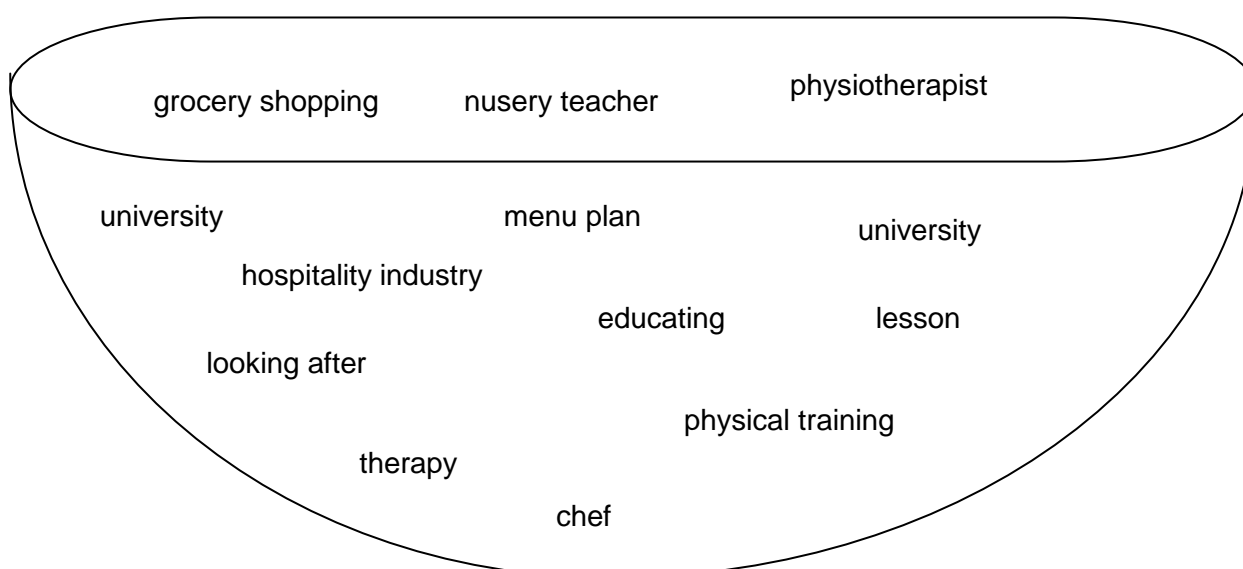 grocery shopping
nusery teacher
physiotherapist
university
menu plan
university
hospitality industry
educating
lesson
looking after
physical training
therapy
chef